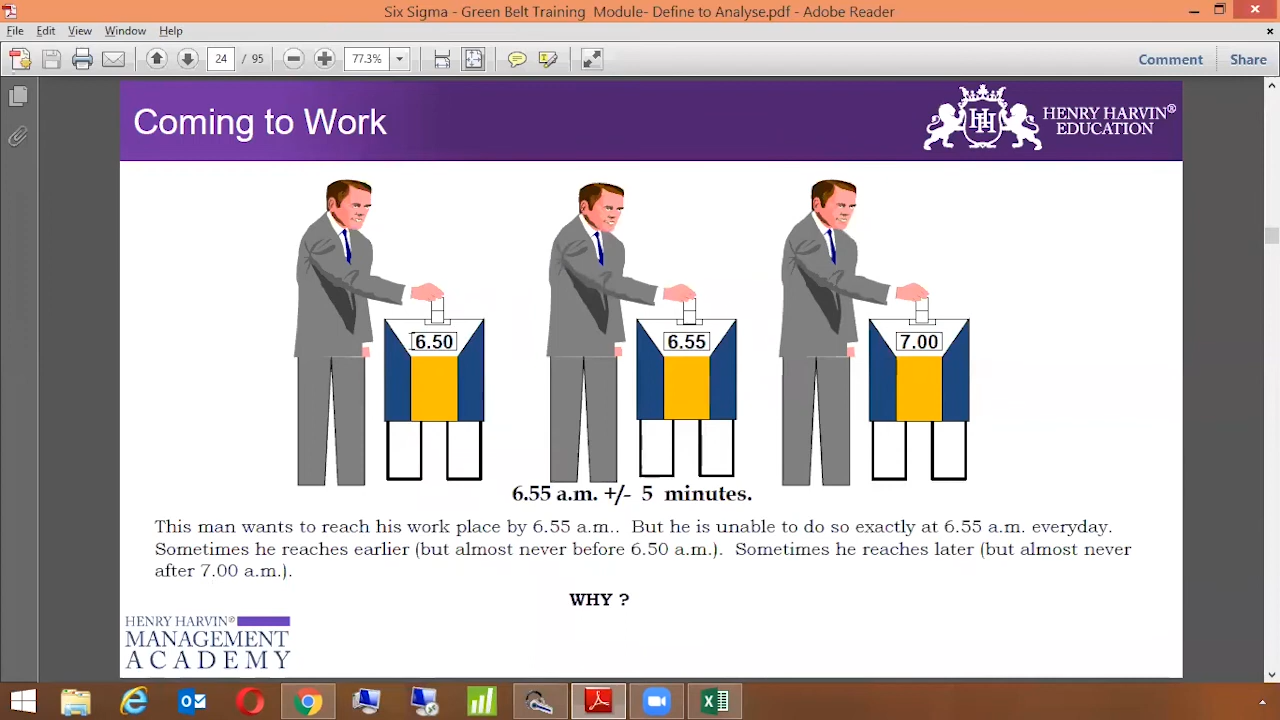 Six Sigma - Green Belt Training  Module- Define to Analyse.pdf - Adobe Reader
File Edit View Window Help
24 / 95 77.3% Comment Share
Coming to Work
HENRY HARVIN®
EDUCATION
HH
6.50 6.55 7.00
6.55 a.m. +/- 5 minutes.
This man wants to reach his work place by 6.55 a.m.. But he is unable to do so exactly at 6.55 a.m. everyday.
Sometimes he reaches earlier (but almost never before 6.50 a.m.). Sometimes he reaches later (but almost never
after 7.00 a.m.).
WHY ?
HENRY HARVIN®
MANAGEMENT
ACADEMY